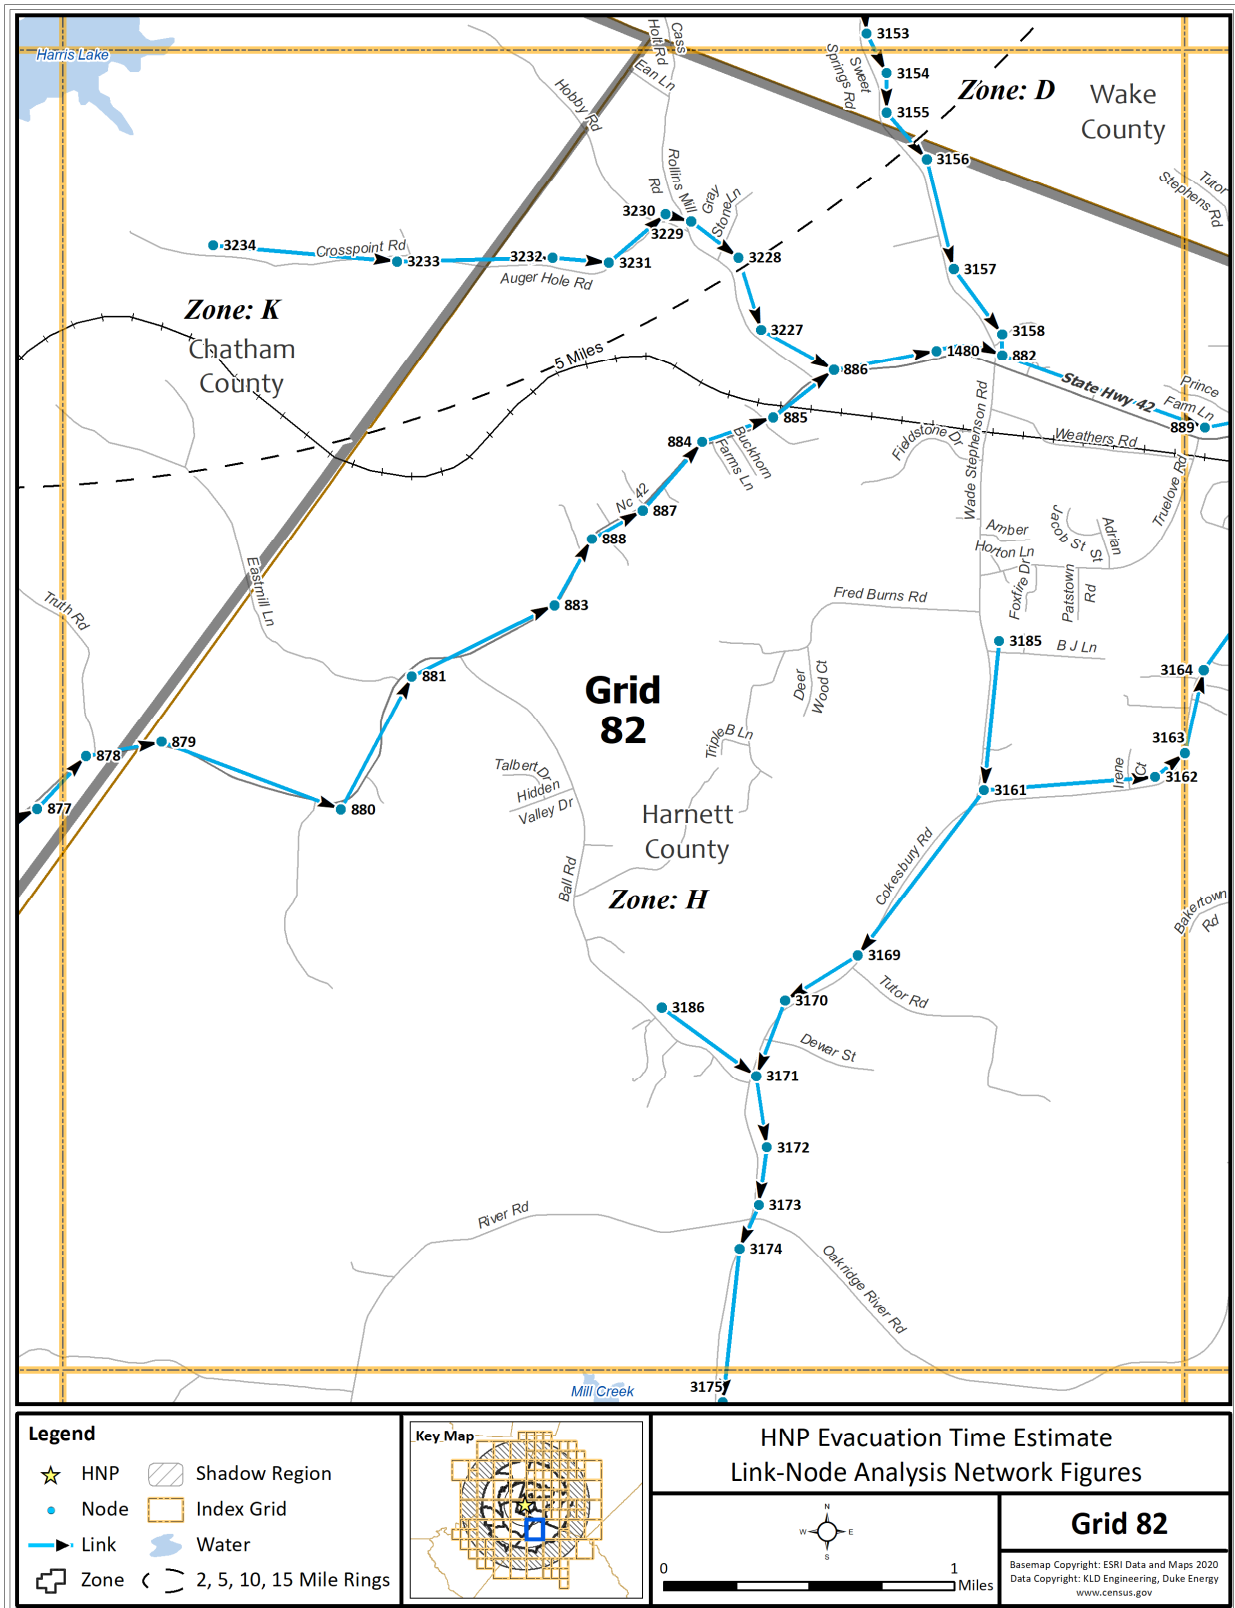 Harris Lake
Holt Rd
Cass
Ean Ln
Hobby Rd
Sweet
Springs Rd
3153
3154
3155
3156
Zone: D
Wake
County
Tutor
Stephens Rd
Rollins Mill
Rd
Gray
Stone Ln
3230
3229
3228
3234
Crosspoint Rd
3233
3232
3231
Auger Hole Rd
3157
Zone: K
Chatham
County
5 Miles
3227
3158
1480
882
886
State Hwy 42
Prince
Farm Ln
889
885
884
Buckhorn
Farms Ln
Fieldstone Dr
Wade Stephenson Rd
Weathers Rd
Truelove Rd
Nc 42
887
888
Amber
Horton Ln
Jacob St
Adrian
St
Foxfire Dr
Patstown
Rd
Eastmill Ln
Truth Rd
883
Fred Burns Rd
3185
B J Ln
881
Grid
82
Deer
Wood Ct
3164
Triple B Ln
3163
878
879
Talbert Dr
Hidden
Valley Dr
Irene
Ct
3162
877
880
3161
Harnett
County
Ball Rd
Cokesbury Rd
Zone: H
Bakertown
Rd
3169
Tutor Rd
3186
3170
Dewar St
3171
3172
River Rd
3173
3174
Oakridge River Rd
3175
Mill Creek
Legend
HNP
Shadow Region
Node
Index Grid
Link
Water
Zone
2, 5, 10, 15 Mile Rings
Key Map
HNP Evacuation Time Estimate
Link-Node Analysis Network Figures
N
W E
S
0 1
Miles
Grid 82
Basemap Copyright: ESRI Data and Maps 2020
Data Copyright: KLD Engineering, Duke Energy
www.census.gov